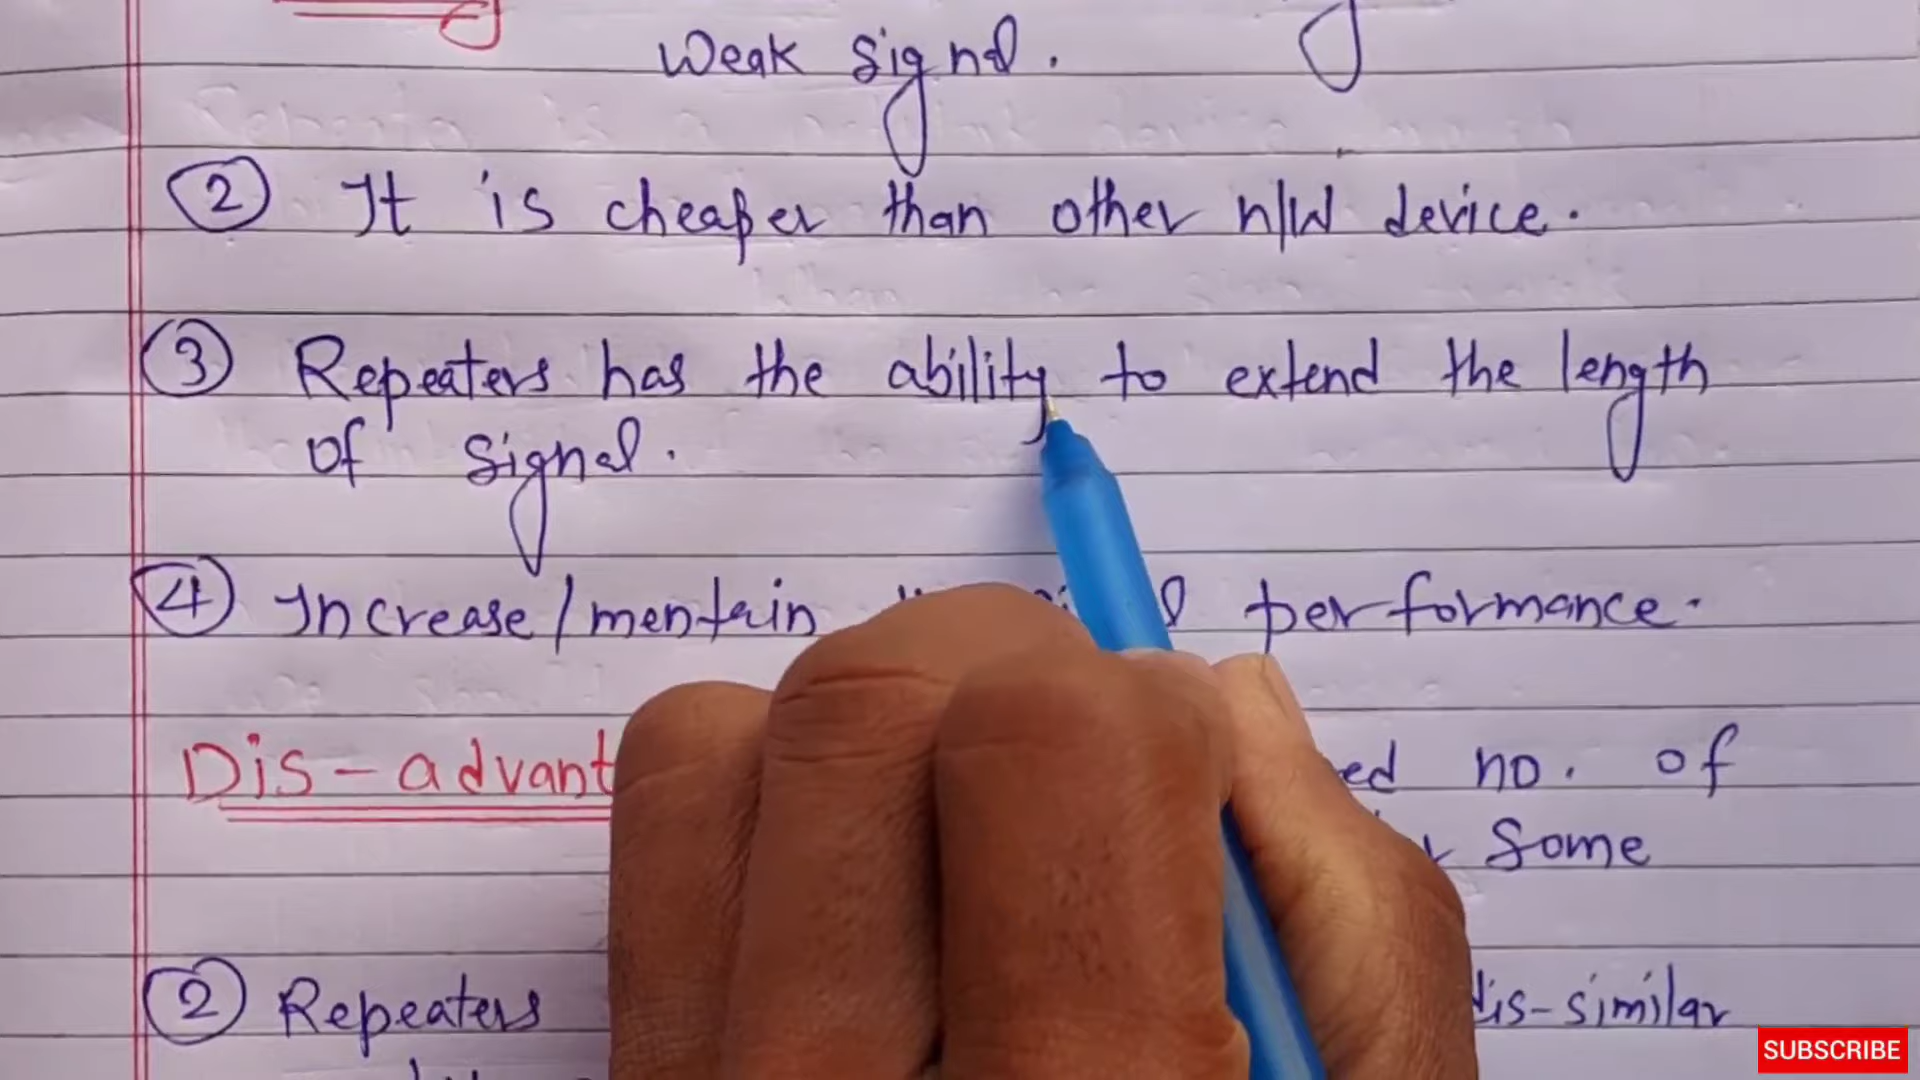 Weak Signal.
② It is cheaper than other n/W device.
③ Repeaters has the ability to extend the length
of Signal.
④ Increase/mentain performance.
Dis-advant
no. of
Some
② Repeaters dis-similar
SUBSCRIBE